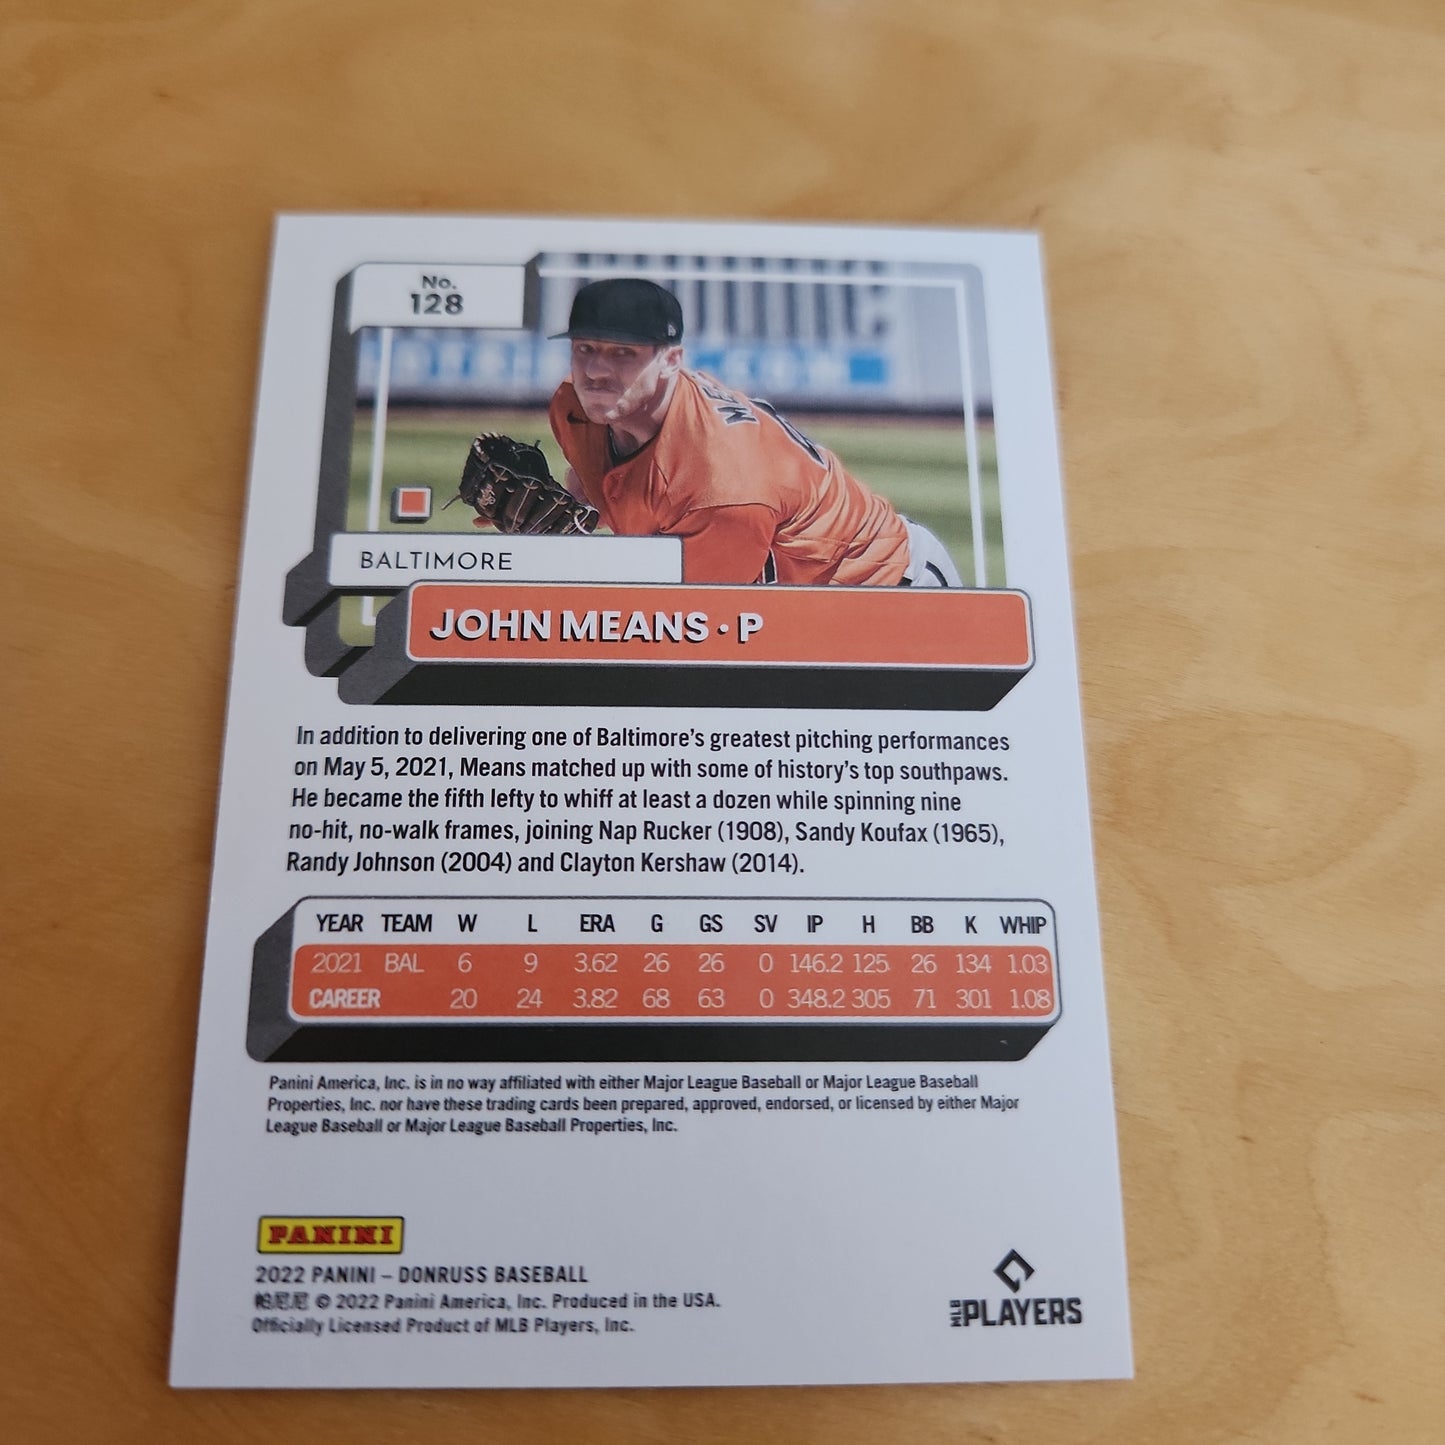 No.
128
BALTIMORE
JOHN MEANS · P
In addition to delivering one of Baltimore's greatest pitching performances
on May 5, 2021, Means matched up with some of history's top southpaws.
He became the fifth lefty to whiff at least a dozen while spinning nine
no-hit, no-walk frames, joining Nap Rucker (1908), Sandy Koufax (1965),
Randy Johnson (2004) and Clayton Kershaw (2014).
YEAR TEAM W L ERA G GS SV IP H BB K WHIP
2021 BAL 6 9 3.62 26 26 0 146.2 125 26 134 1.03
CAREER 20 24 3.82 68 63 0 348.2 305 71 301 1.08
Panini America, Inc. is in no way affiliated with either Major League Baseball or Major League Baseball
Properties, Inc. nor have these trading cards been prepared, approved, endorsed, or licensed by either Major
League Baseball or Major League Baseball Properties, Inc.
PANINI
2022 PANINI – DONRUSS BASEBALL
帕尼尼 © 2022 Panini America, Inc. Produced in the USA.
Officially Licensed Product of MLB Players, Inc.
MLB PLAYERS